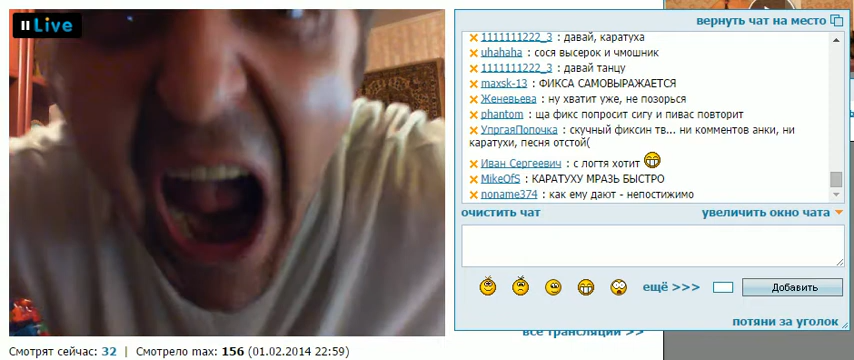 Live
вернуть чат на место
1111111222_3 : давай, каратуха
uhahaha : сося высерок и чмошник
1111111222_3 : давай танцу
maxsk-13 : ФИКСА САМОВЫРАЖАЕТСЯ
Женевьева : ну хватит уже, не позорься
phantom : ща фикс попросит сигу и пивас повторит
УпргаяПопочка : скучный фиксин тв... ни комментов анки, ни
каратухи, песня отстой(
Иван Сергеевич : с логтя хотит
MikeOfS : КАРАТУХУ МРАЗЬ БЫСТРО
noname374 : как ему дают - непостижимо
очистить чат
увеличить окно чата
ещё >>>
Добавить
потяни за уголок
все трансляции >>
Смотрят сейчас: 32 | Смотрело max: 156 (01.02.2014 22:59)